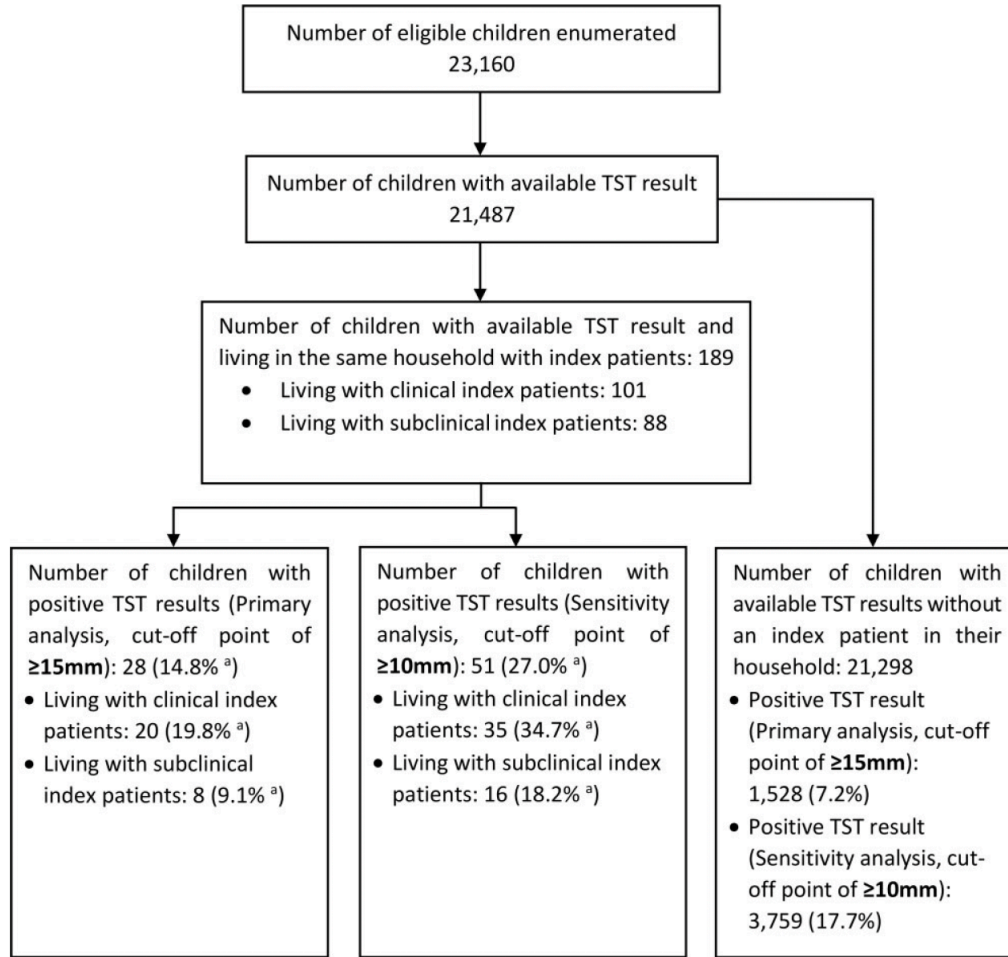 Number of eligible children enumerated
23,160
Number of children with available TST result
21,487
Number of children with available TST result and
living in the same household with index patients: 189
• Living with clinical index patients: 101
• Living with subclinical index patients: 88
Number of children with
positive TST results (Primary
analysis, cut-off point of
≥15mm): 28 (14.8% ᵃ)
• Living with clinical index
patients: 20 (19.8% ᵃ)
• Living with subclinical
index patients: 8 (9.1% ᵃ)
Number of children with
positive TST results (Sensitivity
analysis, cut-off point of
≥10mm): 51 (27.0% ᵃ)
• Living with clinical index
patients: 35 (34.7% ᵃ)
• Living with subclinical index
patients: 16 (18.2% ᵃ)
Number of children with
available TST results without
an index patient in their
household: 21,298
• Positive TST result
(Primary analysis, cut-off
point of ≥15mm):
1,528 (7.2%)
• Positive TST result
(Sensitivity analysis, cut-
off point of ≥10mm):
3,759 (17.7%)